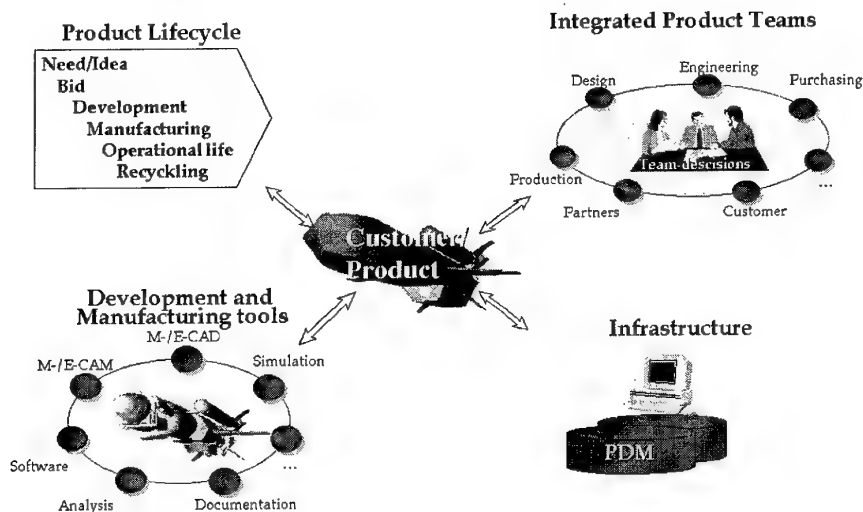 Product Lifecycle
Need/Idea
Bid
Development
Manufacturing
Operational life
Recyckling
Integrated Product Teams
Design
Engineering
Purchasing
Team-descisions
Production
...
Partners
Customer
Customer/
Product
Development and
Manufacturing tools
M-/E-CAD
M-/E-CAM
Simulation
Software
...
Analysis
Documentation
Infrastructure
PDM